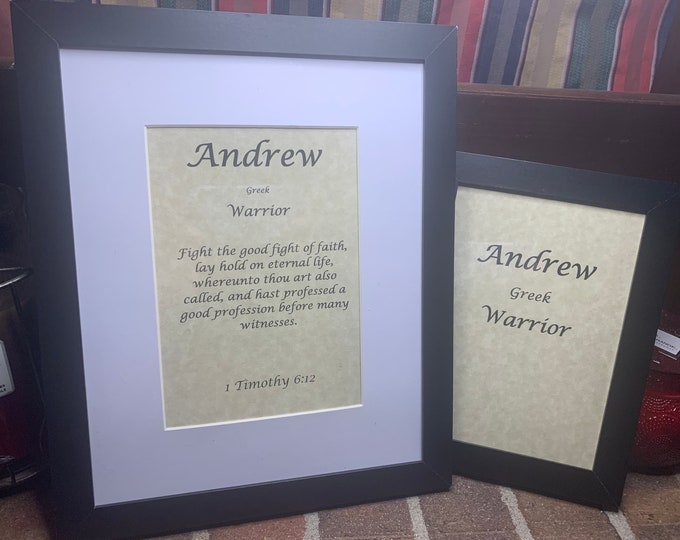 Andrew
Greek
Warrior
Fight the good fight of faith,
lay hold on eternal life,
whereunto thou art also
called, and hast professed a
good profession before many
witnesses.
1 Timothy 6:12
Andrew
Greek
Warrior